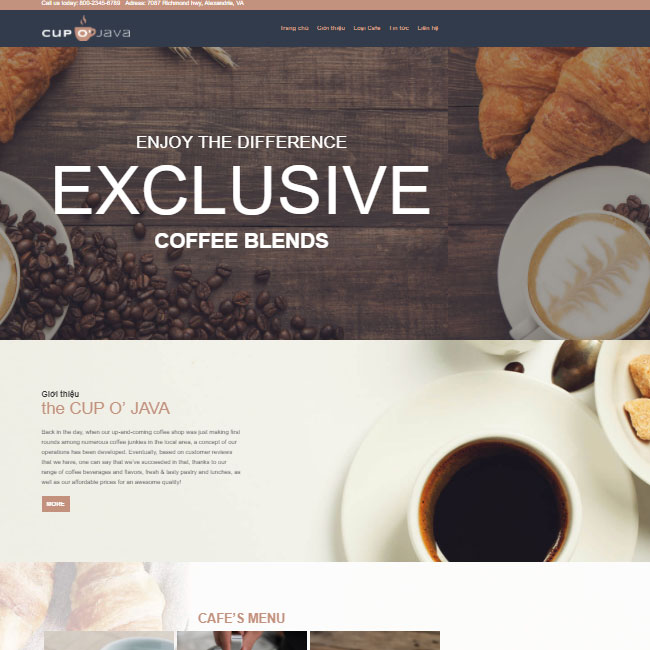 Call us today: 800-2345-6789 Adress: 7087 Richmond hwy, Alexandria, VA
CUP O' Java
Trang chủ Giới thiệu Loại Cafe Tin tức Liên hệ
ENJOY THE DIFFERENCE
EXCLUSIVE
COFFEE BLENDS
Giới thiệu
the CUP O' JAVA
Back in the day, when our up-and-coming coffee shop was just making first
rounds among numerous coffee junkies in the local area, a concept of our
operations has been developed. Eventually, based on customer reviews
that we have, one can say that we've succeeded in that, thanks to our
range of coffee beverages and flavors, fresh & tasty pastry and lunches, as
well as our affordable prices for an awesome quality!
MORE
CAFE'S MENU